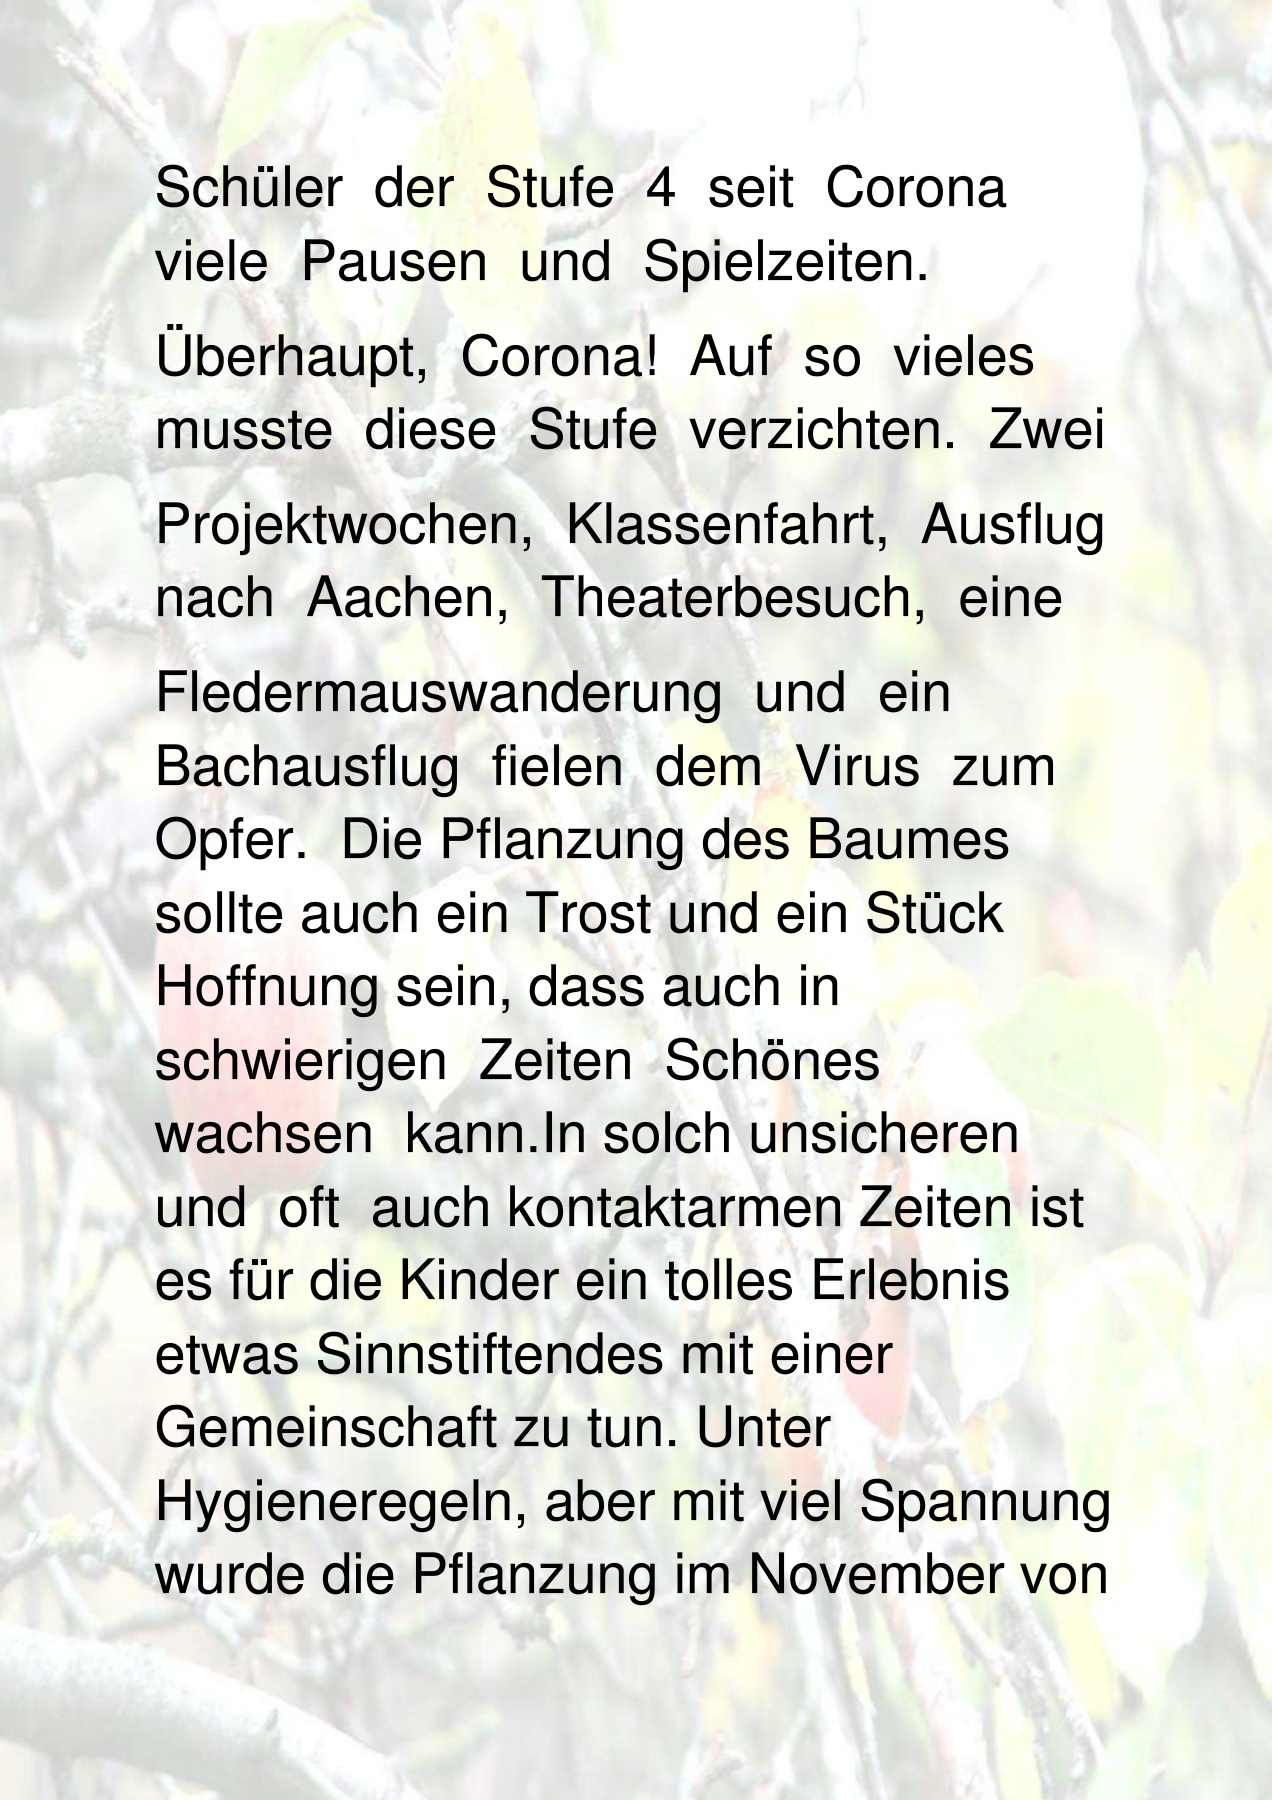 Schüler der Stufe 4 seit Corona
viele Pausen und Spielzeiten.
Überhaupt, Corona! Auf so vieles
musste diese Stufe verzichten. Zwei
Projektwochen, Klassenfahrt, Ausflug
nach Aachen, Theaterbesuch, eine
Fledermauswanderung und ein
Bachausflug fielen dem Virus zum
Opfer. Die Pflanzung des Baumes
sollte auch ein Trost und ein Stück
Hoffnung sein, dass auch in
schwierigen Zeiten Schönes
wachsen kann.In solch unsicheren
und oft auch kontaktarmen Zeiten ist
es für die Kinder ein tolles Erlebnis
etwas Sinnstiftendes mit einer
Gemeinschaft zu tun. Unter
Hygieneregeln, aber mit viel Spannung
wurde die Pflanzung im November von